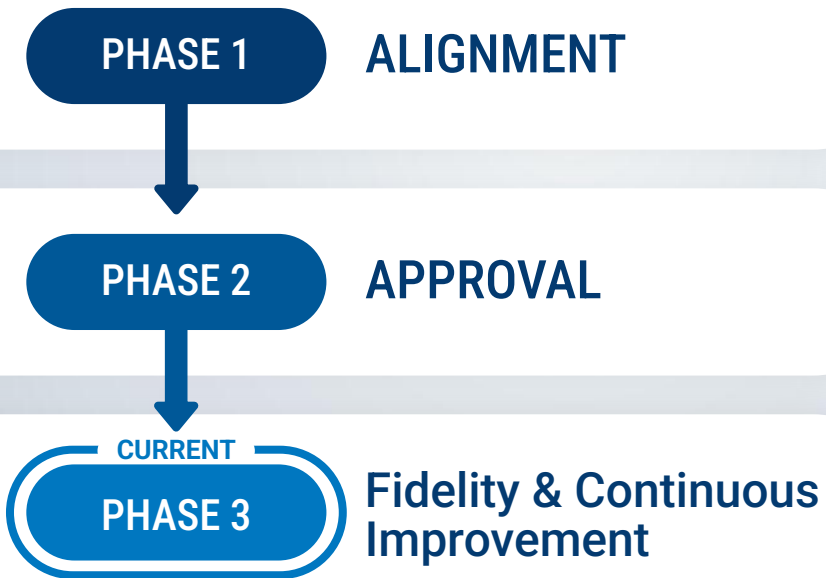 PHASE 1
ALIGNMENT
PHASE 2
APPROVAL
CURRENT
PHASE 3
Fidelity & Continuous
Improvement